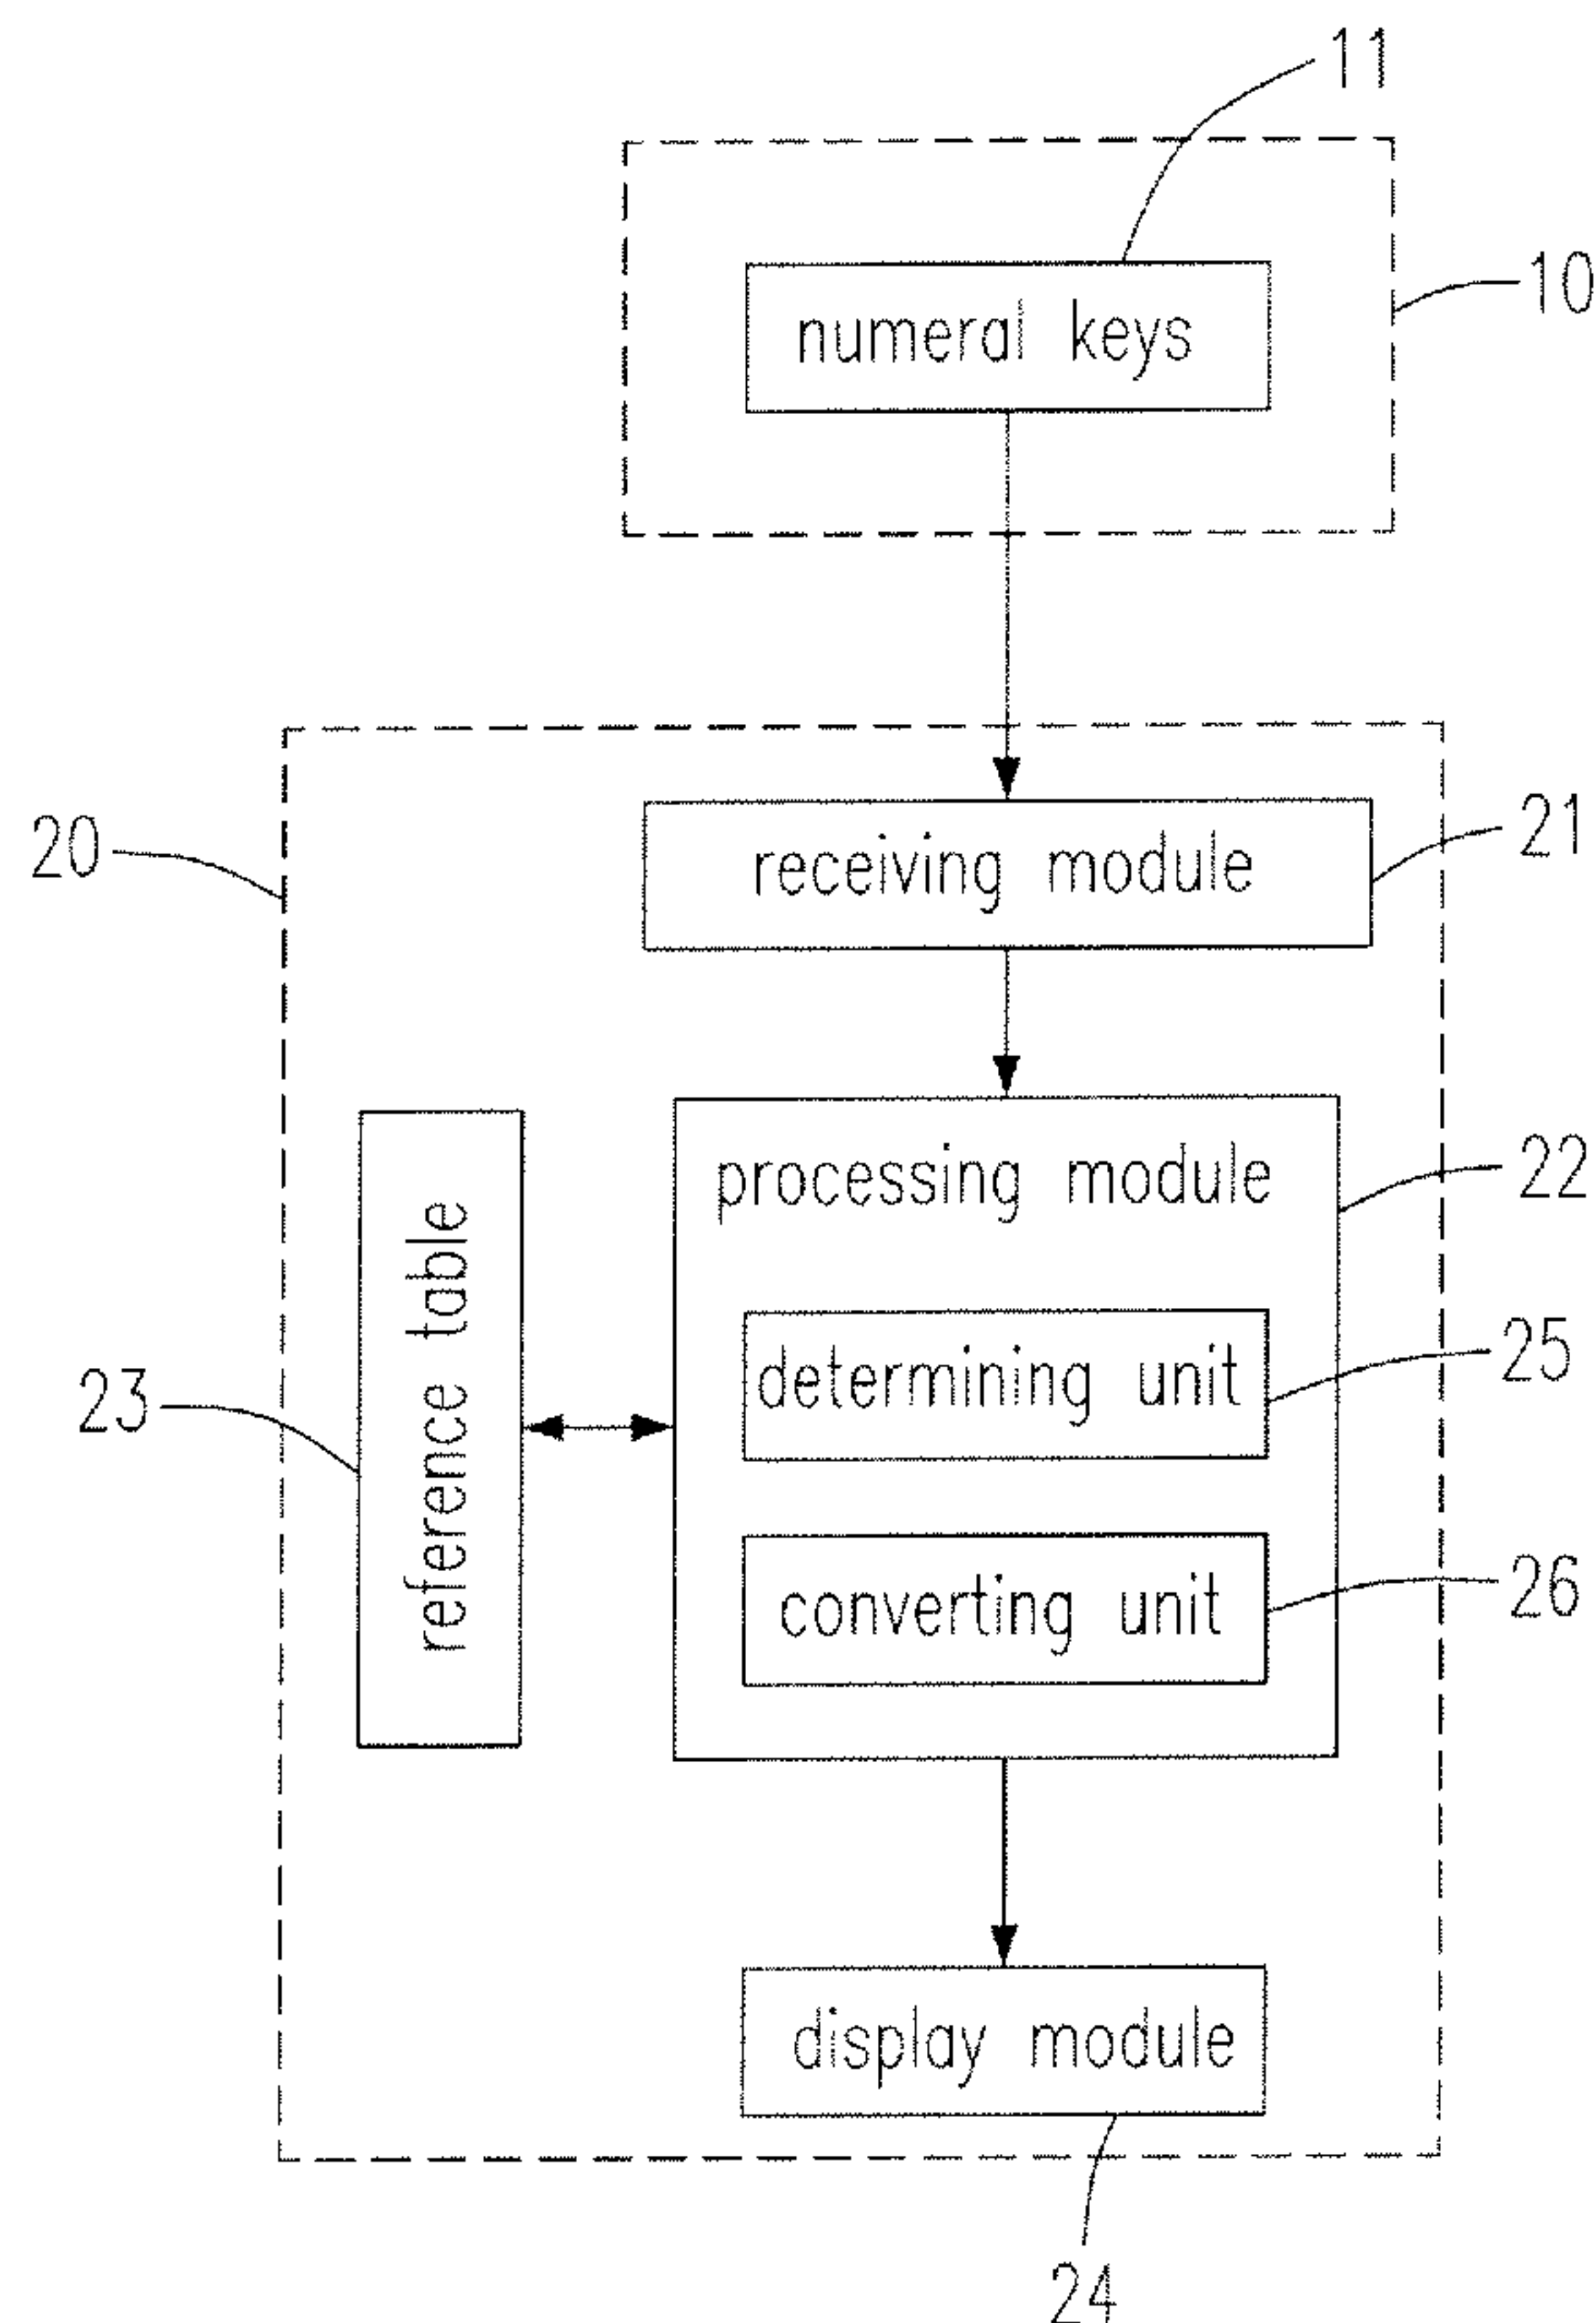 11
numeral keys
10
receiving module
21
20
processing module
22
reference table
determining unit
25
23
converting unit
26
display module
24